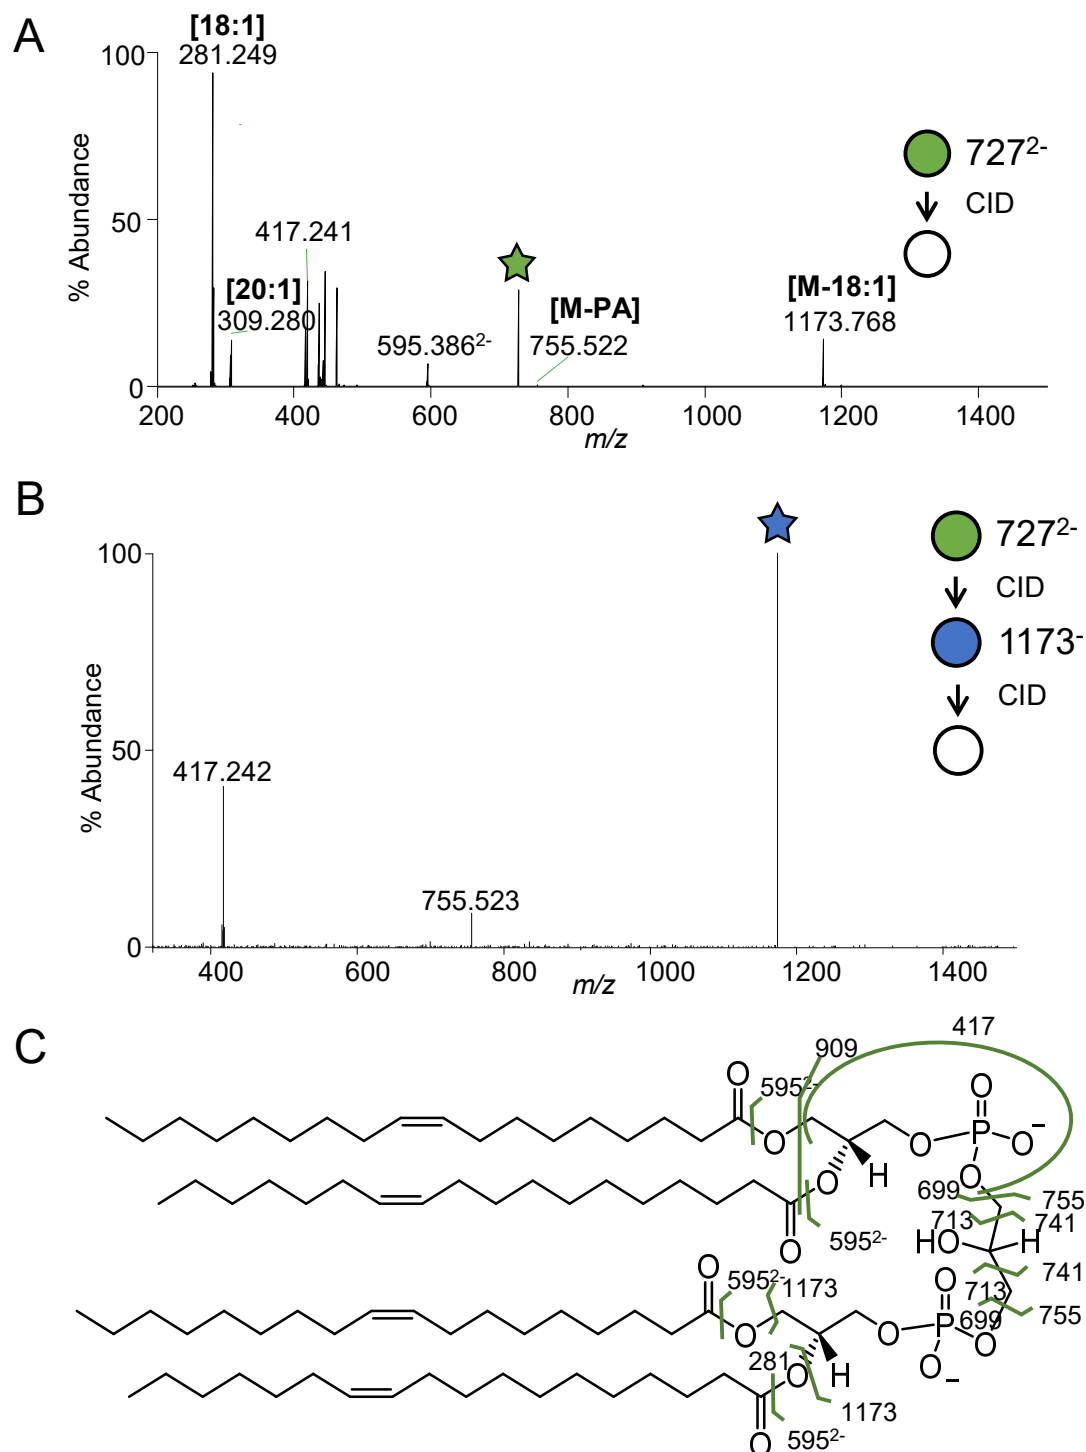 A
[18:1]
281.249
100
727²⁻
CID
417.241
50
[20:1]
309.280
[M-18:1]
1173.768
[M-PA]
755.522
595.386²⁻
% Abundance
0
200 400 600 800 1000 1200 1400
m/z
B
100
727²⁻
CID
1173⁻
CID
50
417.242
755.523
% Abundance
0
400 600 800 1000 1200 1400
m/z
C
417
909
595²⁻
O
O
O
P
O⁻
O
O
H
O
699
755
713
741
HO
H
O
595²⁻
741
O
595²⁻
1173
O
713
755
699
O
O
P
O
O⁻
281
O
H
1173
O
595²⁻